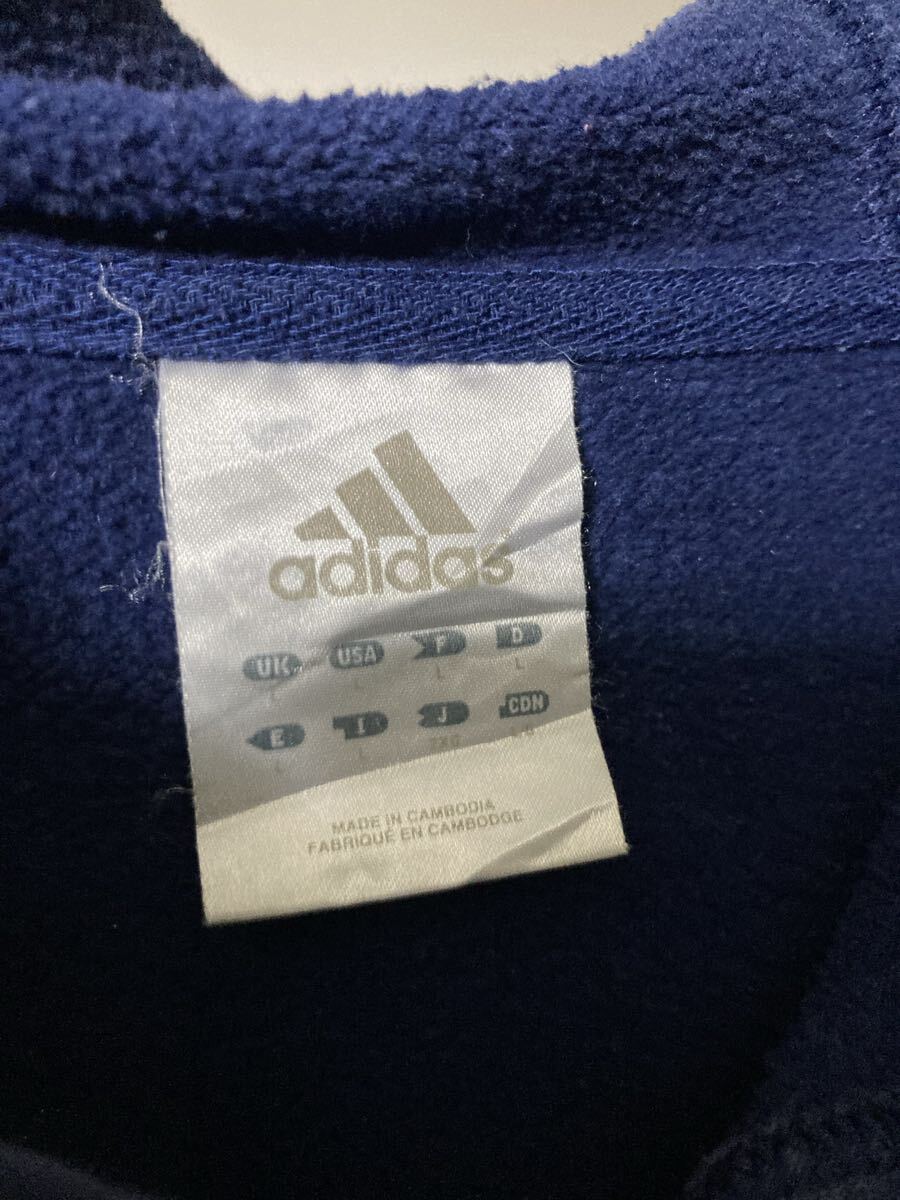 adidas
UK USA F D
L L L L
E I J CDN
L L
MADE IN CAMBODIA
FABRIQUÉ EN CAMBODGE